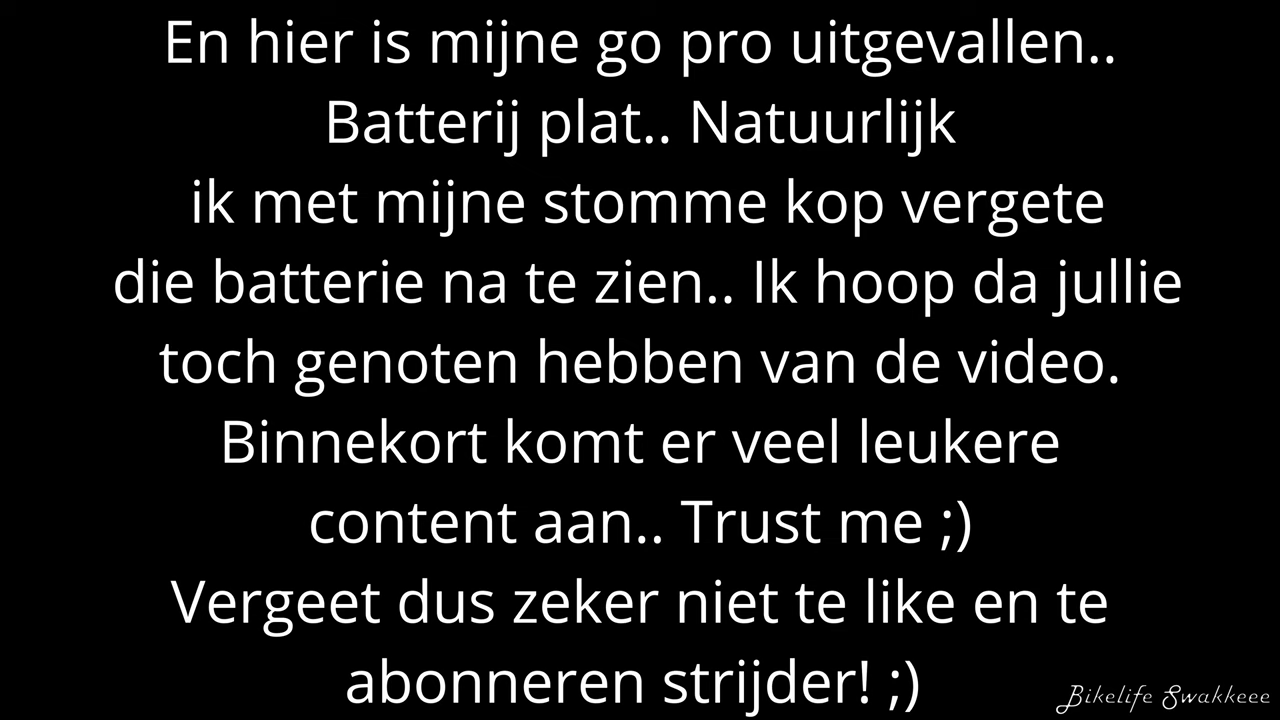 En hier is mijne go pro uitgevallen..
Batterij plat.. Natuurlijk
ik met mijne stomme kop vergete
die batterie na te zien.. Ik hoop da jullie
toch genoten hebben van de video.
Binnekort komt er veel leukere
content aan.. Trust me ;)
Vergeet dus zeker niet te like en te
abonneren strijder! ;)
Bikelife Swakkeee